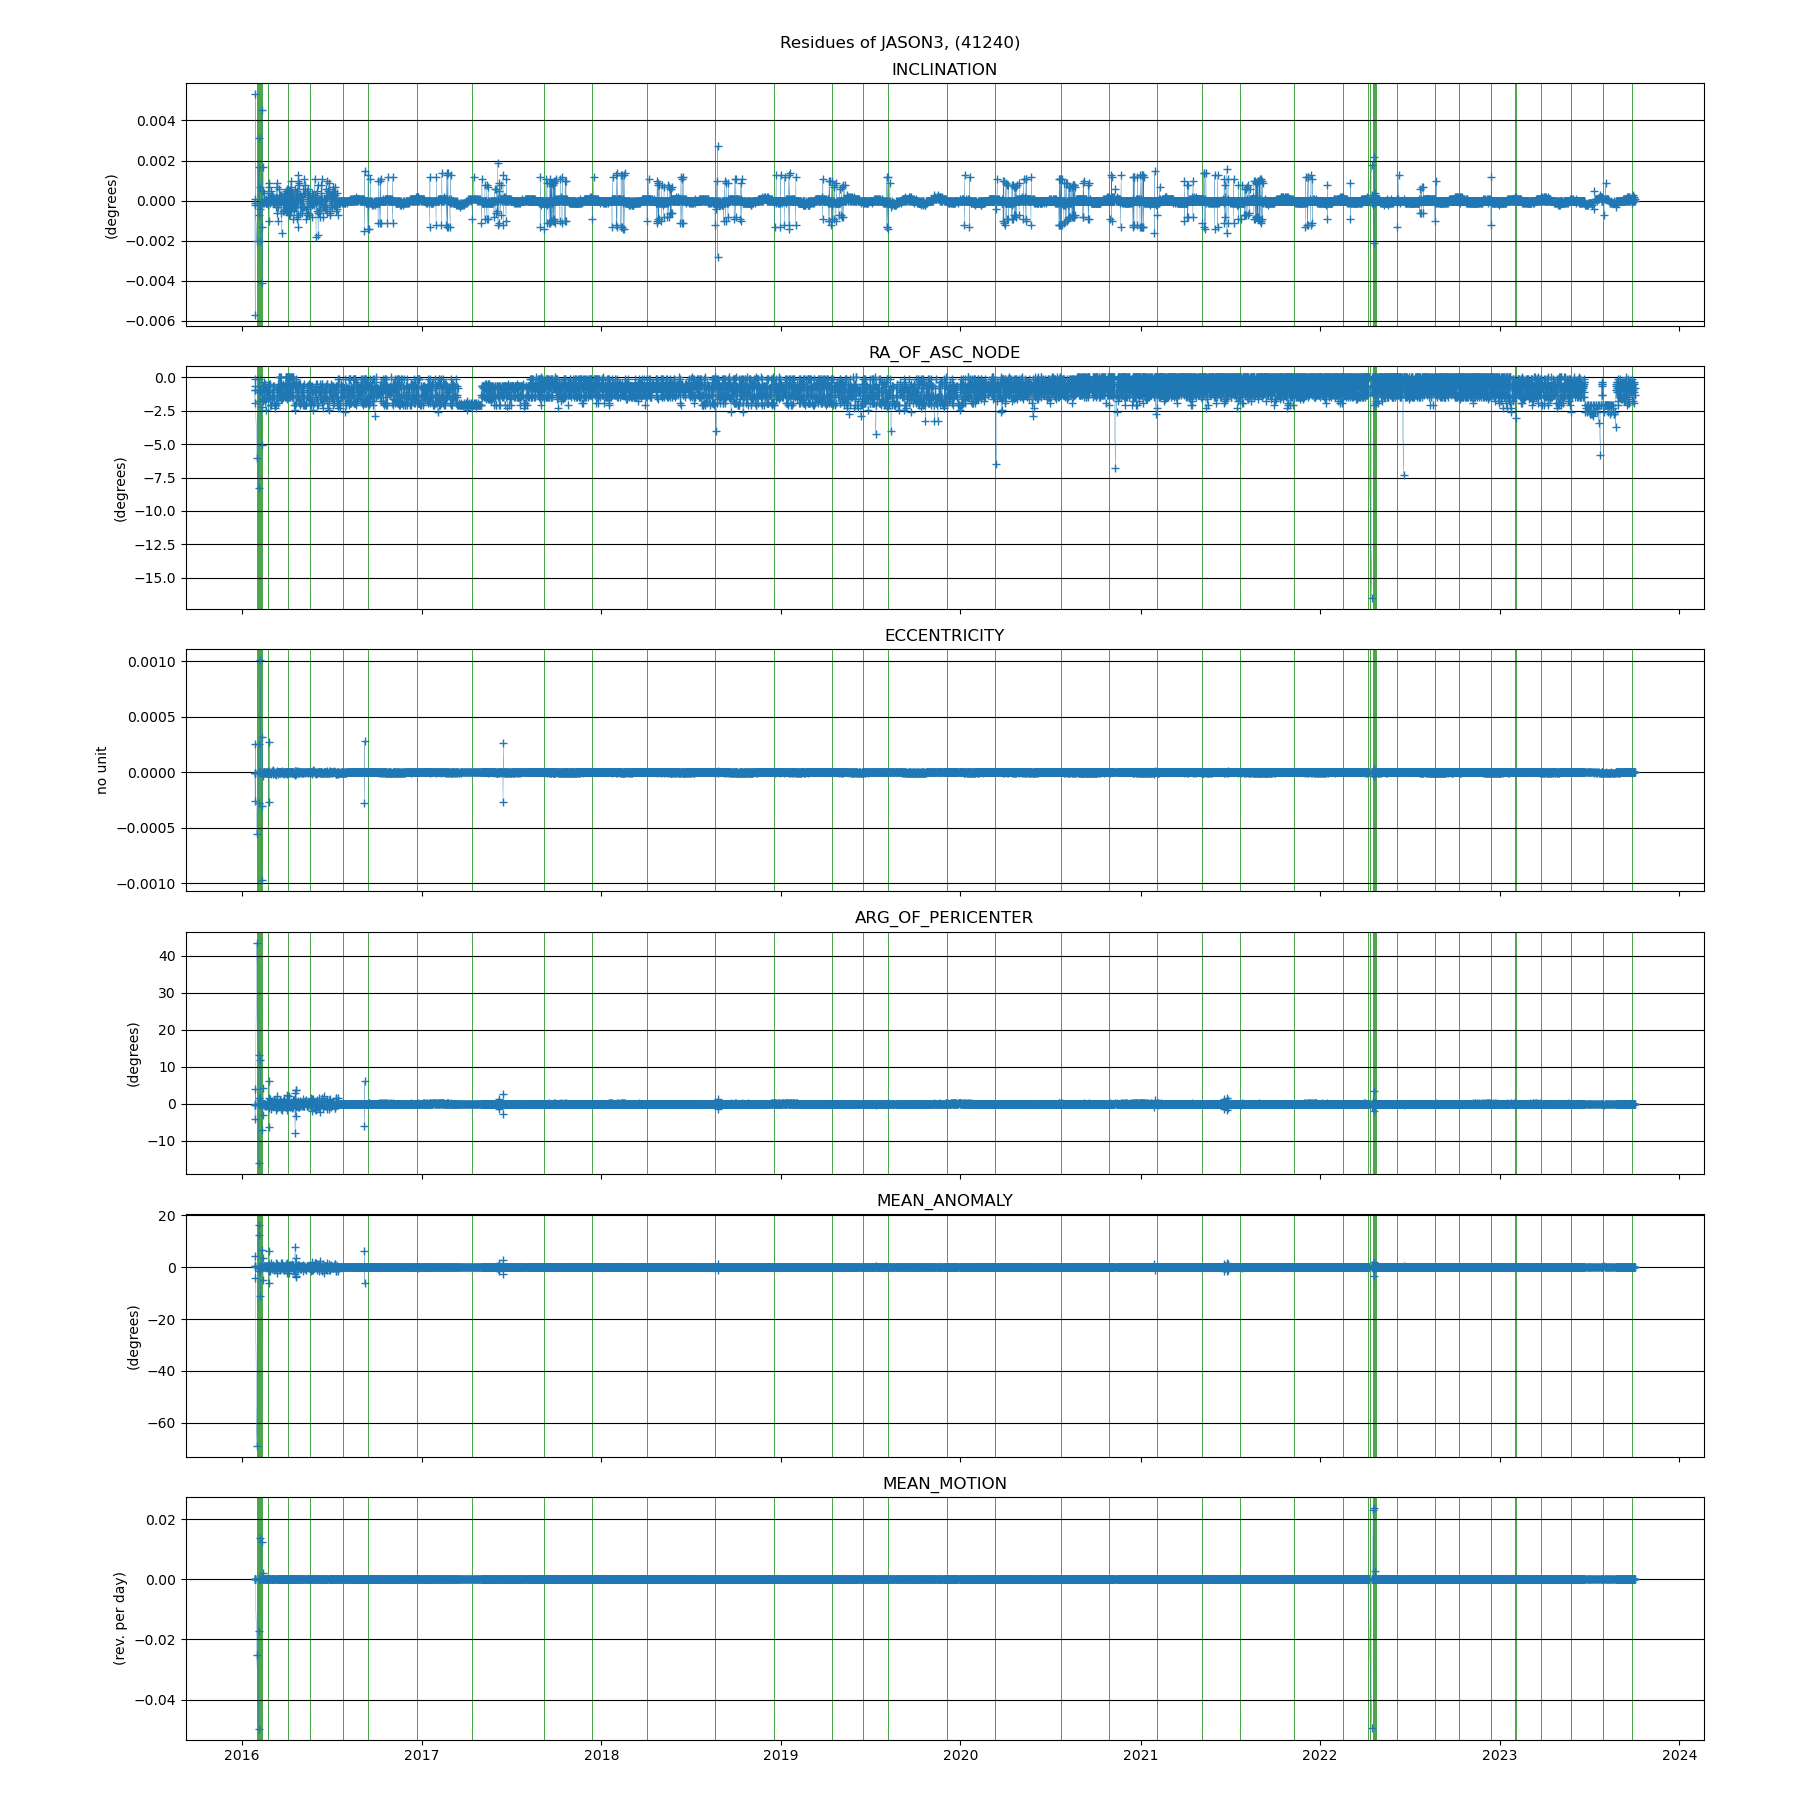 Residues of JASON3, (41240)
INCLINATION
0.004
0.002
0.000
−0.002
−0.004
−0.006
(degrees)
RA_OF_ASC_NODE
0.0
−2.5
−5.0
−7.5
−10.0
−12.5
−15.0
(degrees)
ECCENTRICITY
0.0010
0.0005
0.0000
−0.0005
−0.0010
no unit
ARG_OF_PERICENTER
40
30
20
10
0
−10
(degrees)
MEAN_ANOMALY
20
0
−20
−40
−60
(degrees)
MEAN_MOTION
0.02
0.00
−0.02
−0.04
(rev. per day)
2016 2017 2018 2019 2020 2021 2022 2023 2024